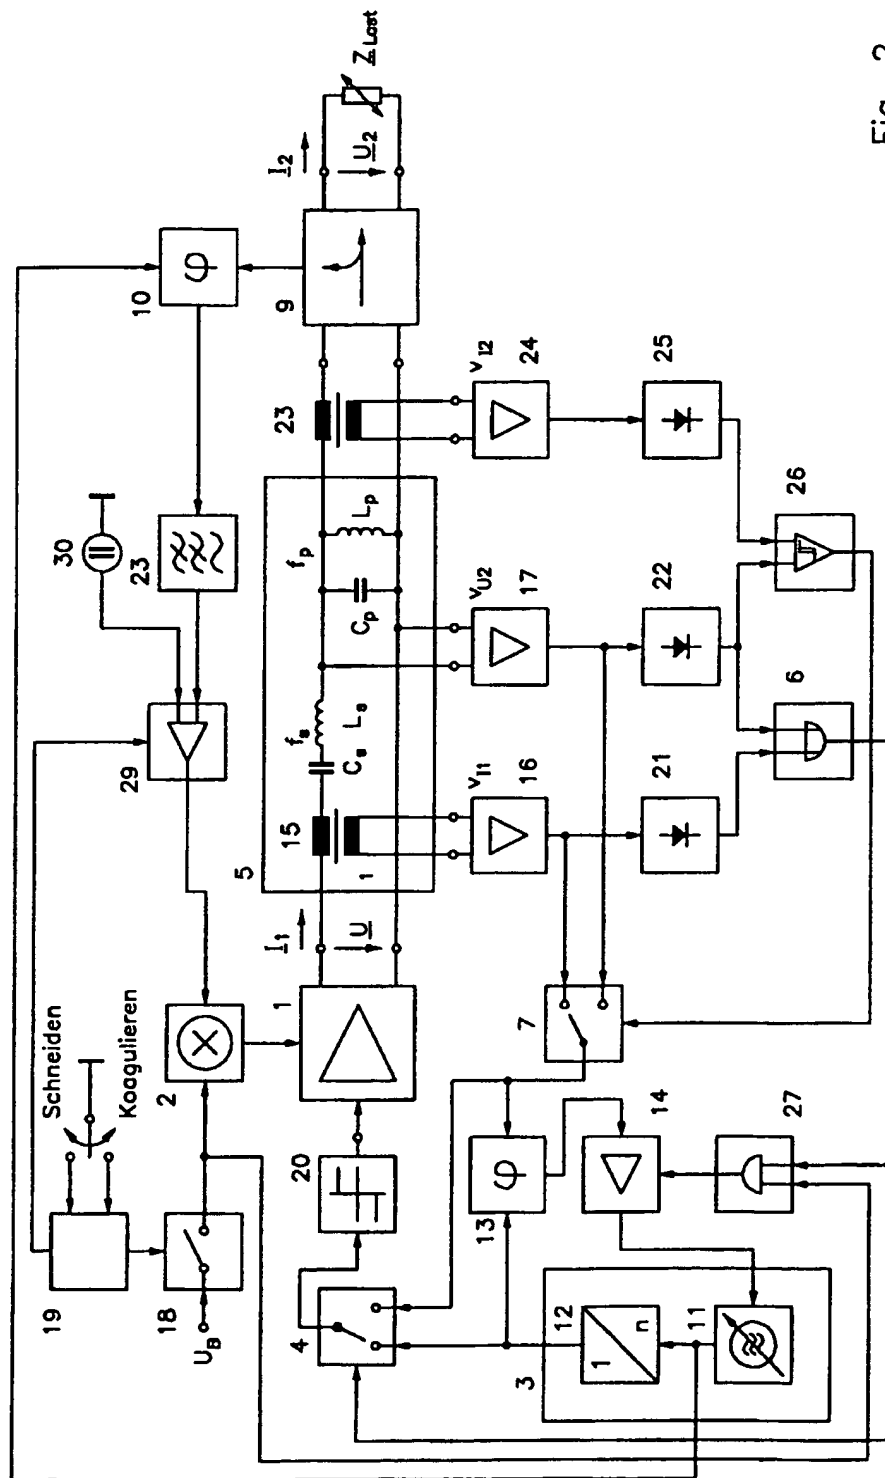 Schneiden
Koagulieren
19
18
U_B
2
29
30
23
10
9
I_2
U_2
Z_Last
20
1
I_1
U
5
15
1
f_s
C_s
L_s
f_p
C_p
L_p
23
v_I1
16
v_U2
17
v_I2
24
21
22
25
6
26
7
4
13
φ
φ
14
27
3
12
1
n
11